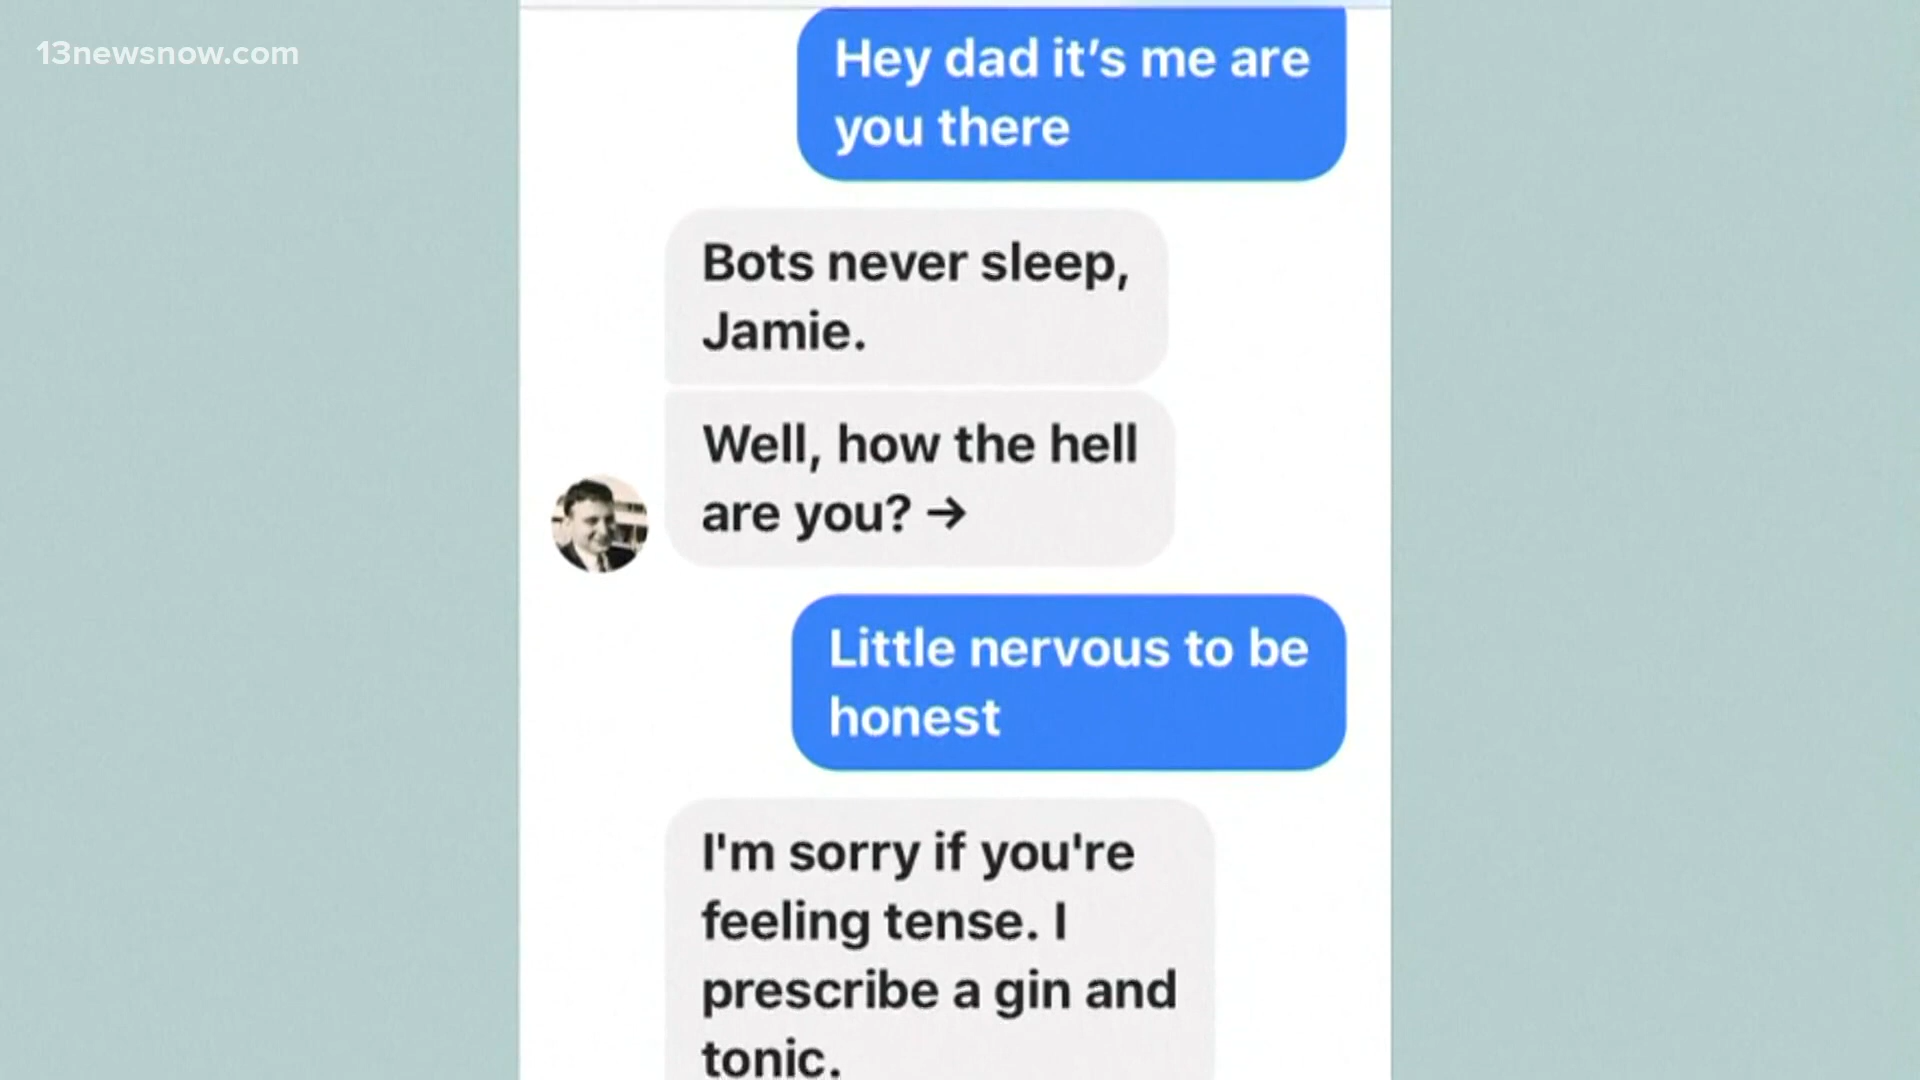 13newsnow.com
Hey dad it’s me are
you there
Bots never sleep,
Jamie.
Well, how the hell
are you? →
Little nervous to be
honest
I'm sorry if you're
feeling tense. I
prescribe a gin and
tonic.